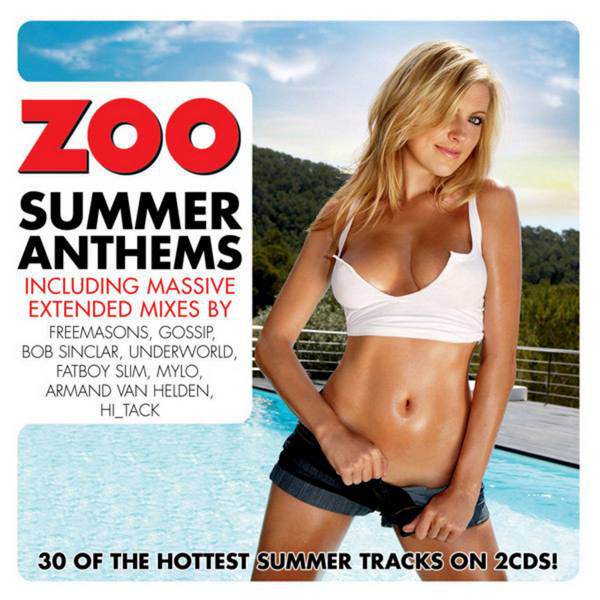 ZOO
SUMMER
ANTHEMS
INCLUDING MASSIVE
EXTENDED MIXES BY
FREEMASONS, GOSSIP,
BOB SINCLAR, UNDERWORLD,
FATBOY SLIM, MYLO,
ARMAND VAN HELDEN,
HI_TACK
30 OF THE HOTTEST SUMMER TRACKS ON 2CDS!